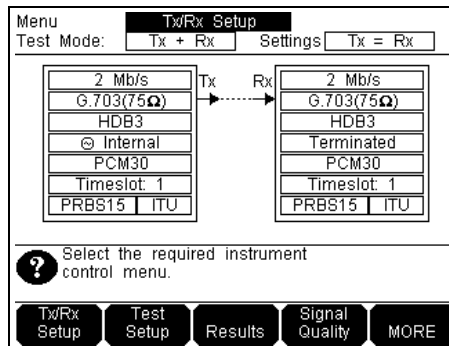 Menu Tx/Rx Setup
Test Mode: Tx + Rx Settings Tx = Rx
2 Mb/s Tx Rx 2 Mb/s
G.703(75Ω) G.703(75Ω)
HDB3 HDB3
Internal Terminated
PCM30 PCM30
Timeslot: 1 Timeslot: 1
PRBS15 ITU PRBS15 ITU
? Select the required instrument
control menu.
Tx/Rx Test Signal
Setup Setup Results Quality MORE